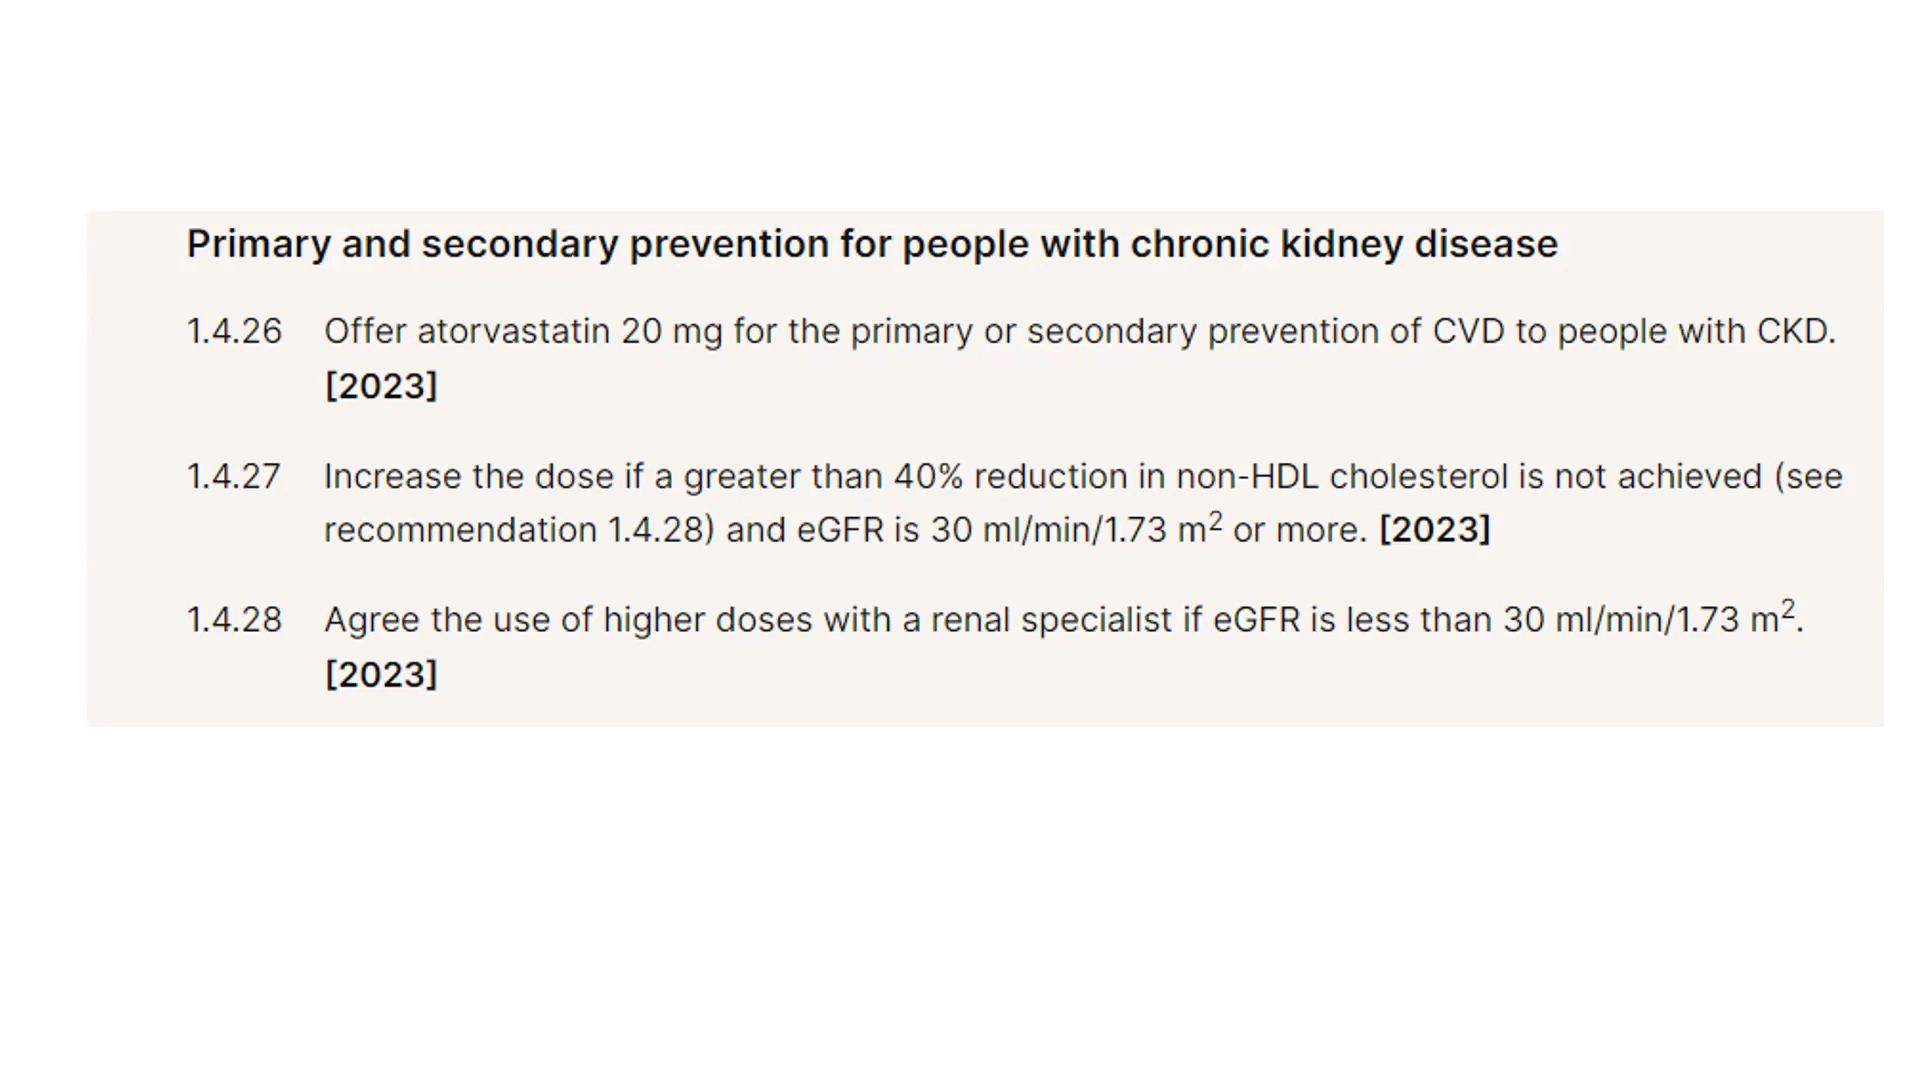 Primary and secondary prevention for people with chronic kidney disease
1.4.26 Offer atorvastatin 20 mg for the primary or secondary prevention of CVD to people with CKD.
[2023]
1.4.27 Increase the dose if a greater than 40% reduction in non-HDL cholesterol is not achieved (see
recommendation 1.4.28) and eGFR is 30 ml/min/1.73 m² or more. [2023]
1.4.28 Agree the use of higher doses with a renal specialist if eGFR is less than 30 ml/min/1.73 m².
[2023]